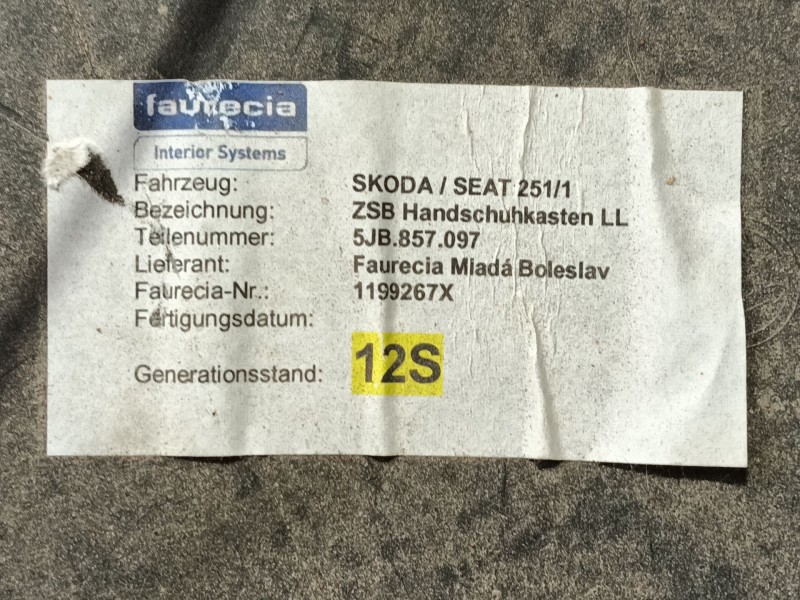 faurecia
Interior Systems
Fahrzeug: SKODA / SEAT 251/1
Bezeichnung: ZSB Handschuhkasten LL
Teilenummer: 5JB.857.097
Lieferant: Faurecia Mladá Boleslav
Faurecia-Nr.: 1199267X
Fertigungsdatum:
Generationsstand: 12S